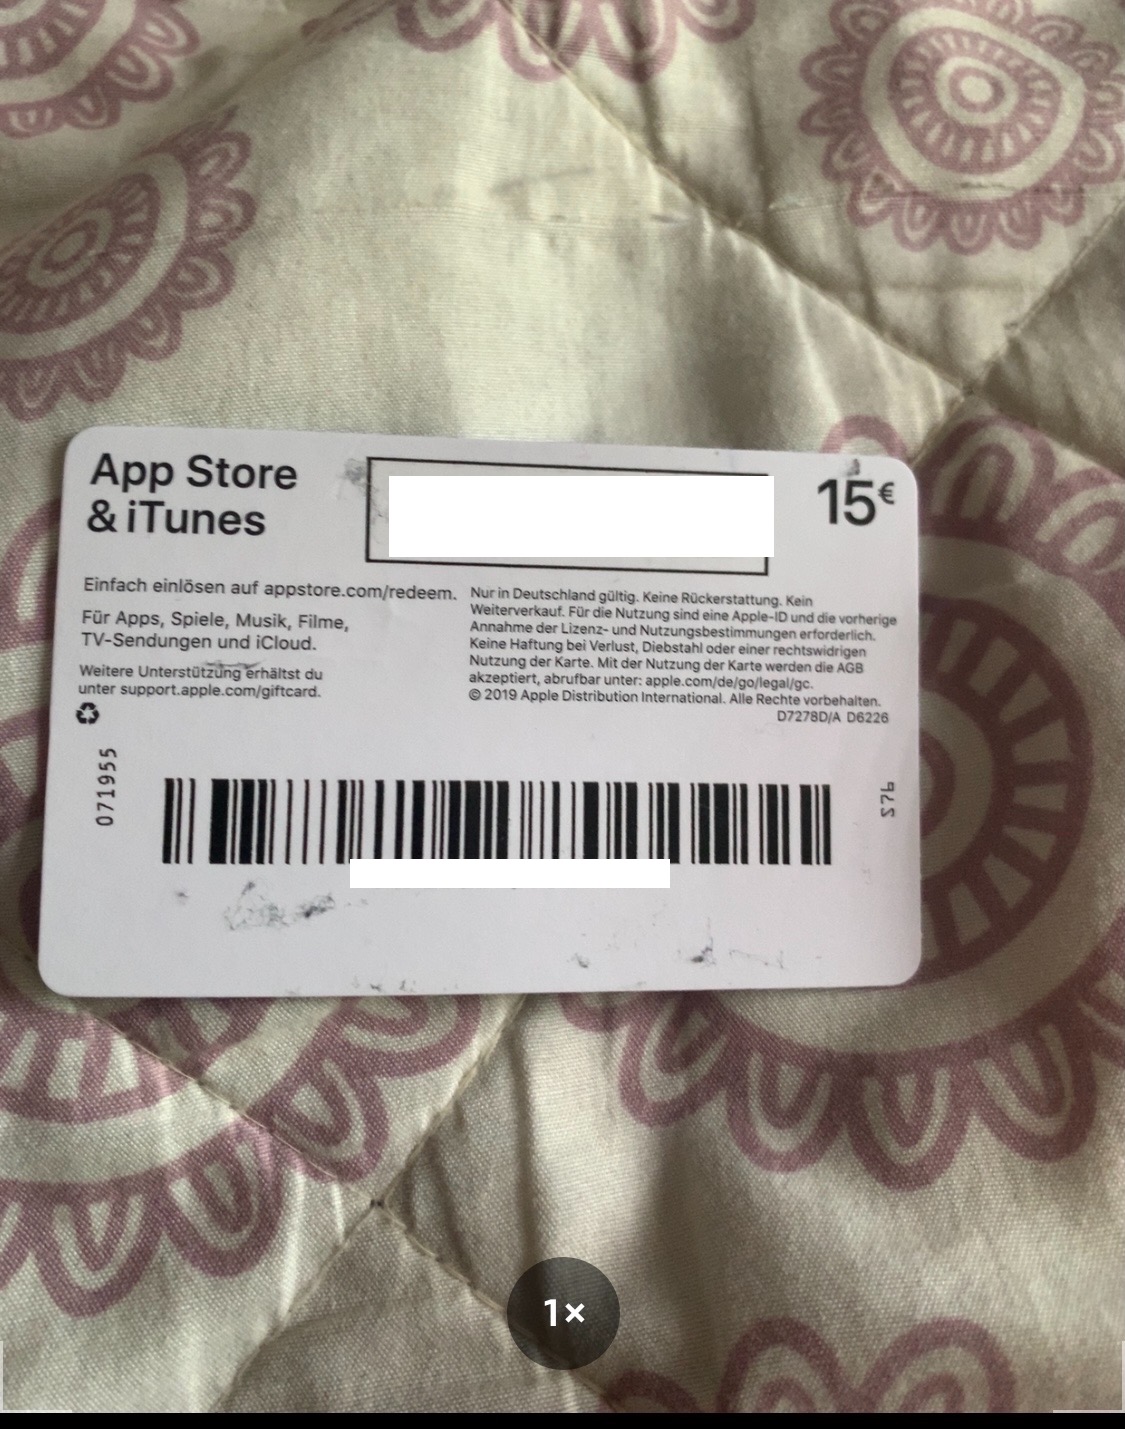 App Store
& iTunes
15€
Einfach einlösen auf appstore.com/redeem.
Für Apps, Spiele, Musik, Filme,
TV-Sendungen und iCloud.
Weitere Unterstützung erhältst du
unter support.apple.com/giftcard.
Nur in Deutschland gültig. Keine Rückerstattung. Kein
Weiterverkauf. Für die Nutzung sind eine Apple-ID und die vorherige
Annahme der Lizenz- und Nutzungsbestimmungen erforderlich.
Keine Haftung bei Verlust, Diebstahl oder einer rechtswidrigen
Nutzung der Karte. Mit der Nutzung der Karte werden die AGB
akzeptiert, abrufbar unter: apple.com/de/go/legal/gc.
© 2019 Apple Distribution International. Alle Rechte vorbehalten.
D7278D/A D6226
071955
1×